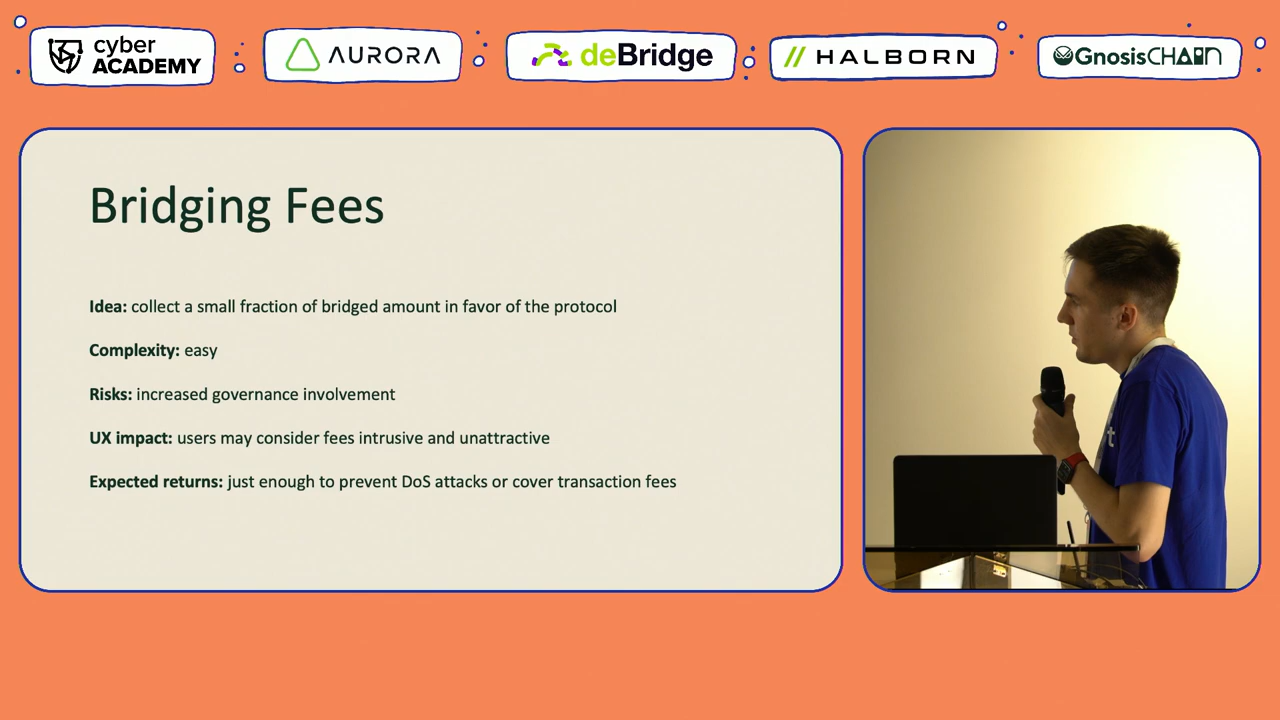 cyber
ACADEMY
AURORA
deBridge
HALBORN
GnosisCHAIN
Bridging Fees
Idea: collect a small fraction of bridged amount in favor of the protocol
Complexity: easy
Risks: increased governance involvement
UX impact: users may consider fees intrusive and unattractive
Expected returns: just enough to prevent DoS attacks or cover transaction fees
t